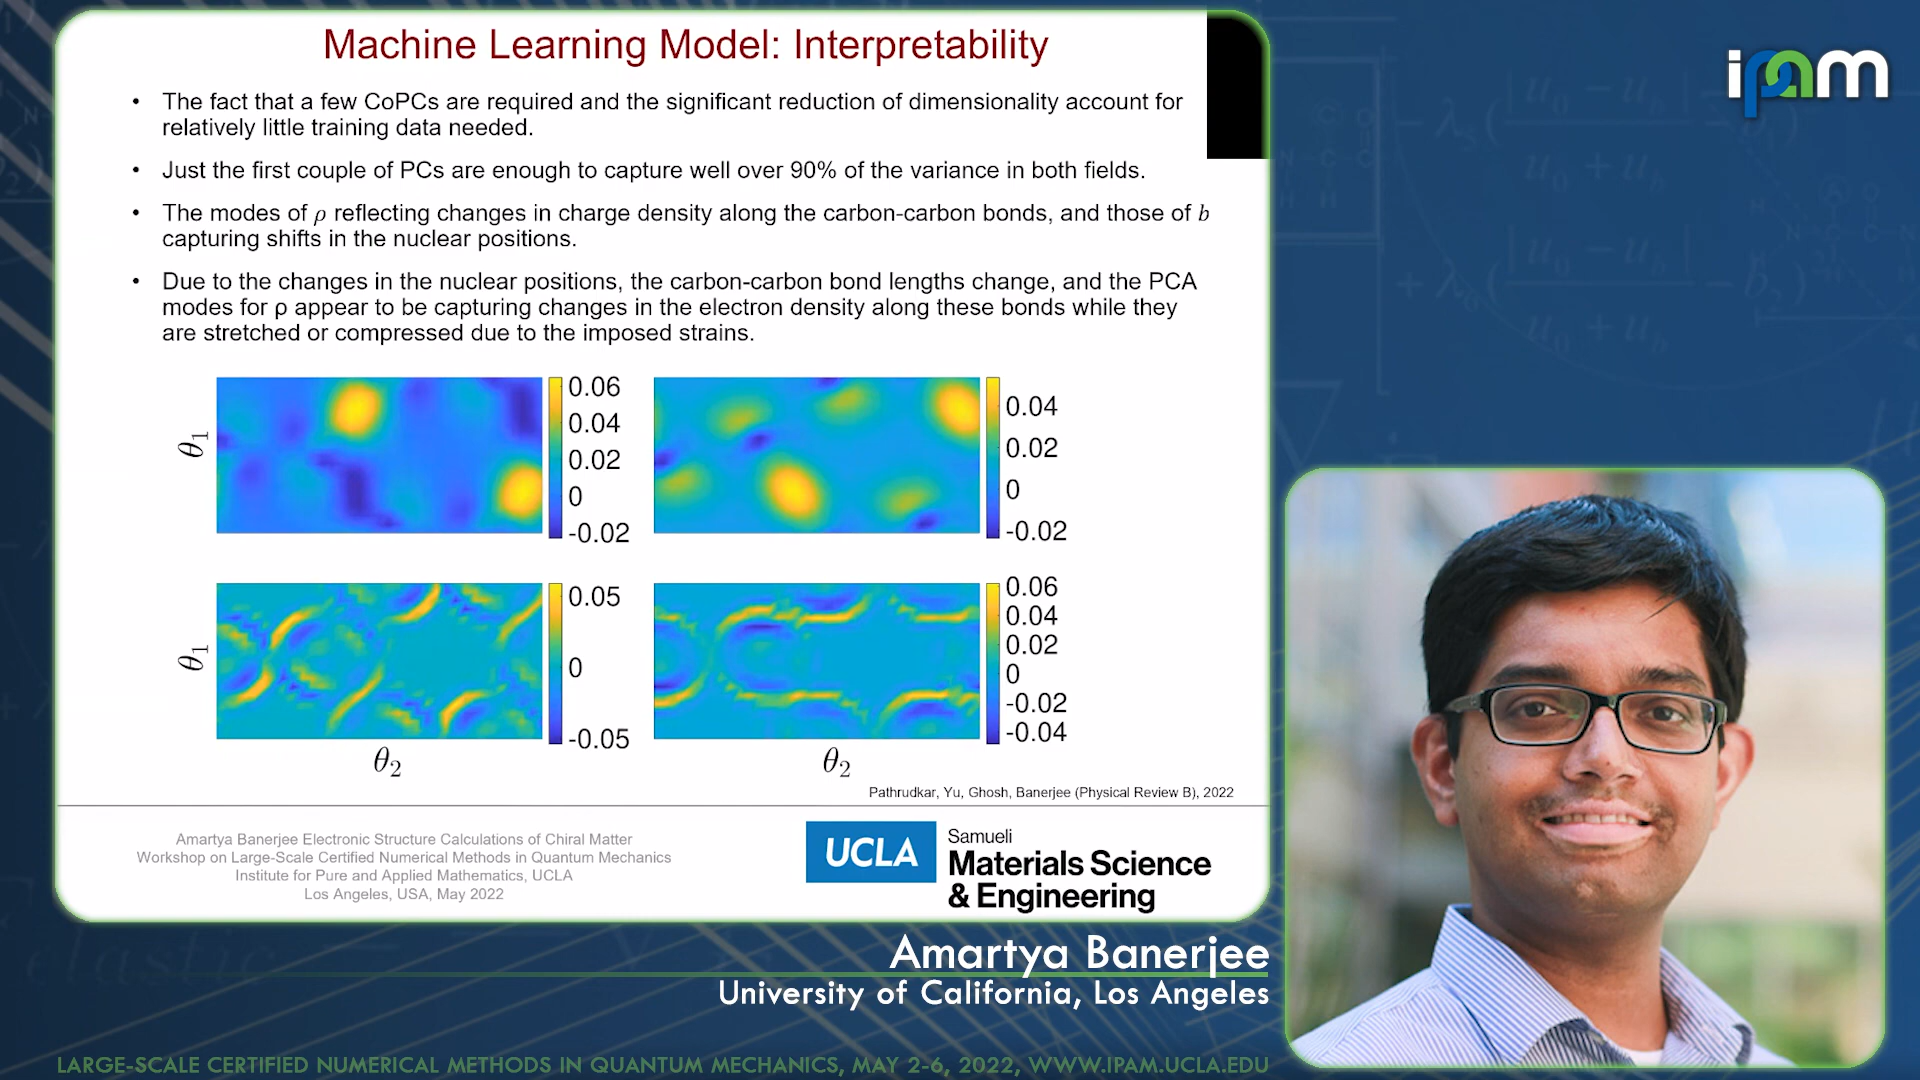 Machine Learning Model: Interpretability
• The fact that a few CoPCs are required and the significant reduction of dimensionality account for
relatively little training data needed.
• Just the first couple of PCs are enough to capture well over 90% of the variance in both fields.
• The modes of ρ reflecting changes in charge density along the carbon-carbon bonds, and those of b
capturing shifts in the nuclear positions.
• Due to the changes in the nuclear positions, the carbon-carbon bond lengths change, and the PCA
modes for ρ appear to be capturing changes in the electron density along these bonds while they
are stretched or compressed due to the imposed strains.
θ₁
0.06
0.04
0.02
0
-0.02
0.04
0.02
0
-0.02
θ₁
0.05
0
-0.05
0.06
0.04
0.02
0
-0.02
-0.04
θ₂
θ₂
Pathrudkar, Yu, Ghosh, Banerjee (Physical Review B), 2022
Amartya Banerjee Electronic Structure Calculations of Chiral Matter
Workshop on Large-Scale Certified Numerical Methods in Quantum Mechanics
Institute for Pure and Applied Mathematics, UCLA
Los Angeles, USA, May 2022
UCLA
Samueli
Materials Science
& Engineering
ipam
Amartya Banerjee
University of California, Los Angeles
LARGE-SCALE CERTIFIED NUMERICAL METHODS IN QUANTUM MECHANICS, MAY 2-6, 2022, WWW.IPAM.UCLA.EDU
elastic